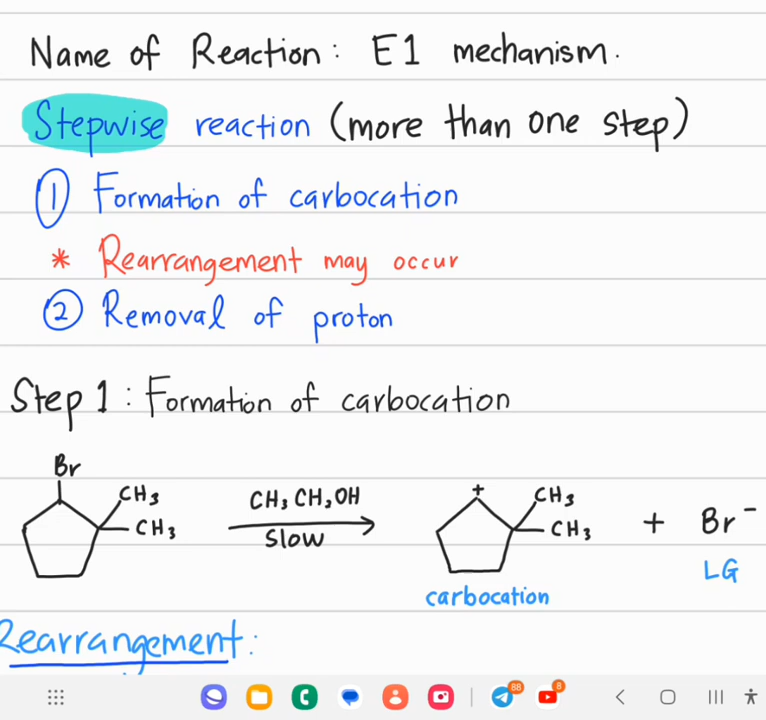 Name of Reaction: E1 mechanism.
Stepwise reaction (more than one step)
① Formation of carbocation
* Rearrangement may occur
② Removal of proton
Step 1: Formation of carbocation
Br
CH3
CH3
CH3CH2OH
Slow
+
CH3
CH3
carbocation
+ Br⁻
LG
Rearrangement:
88
8